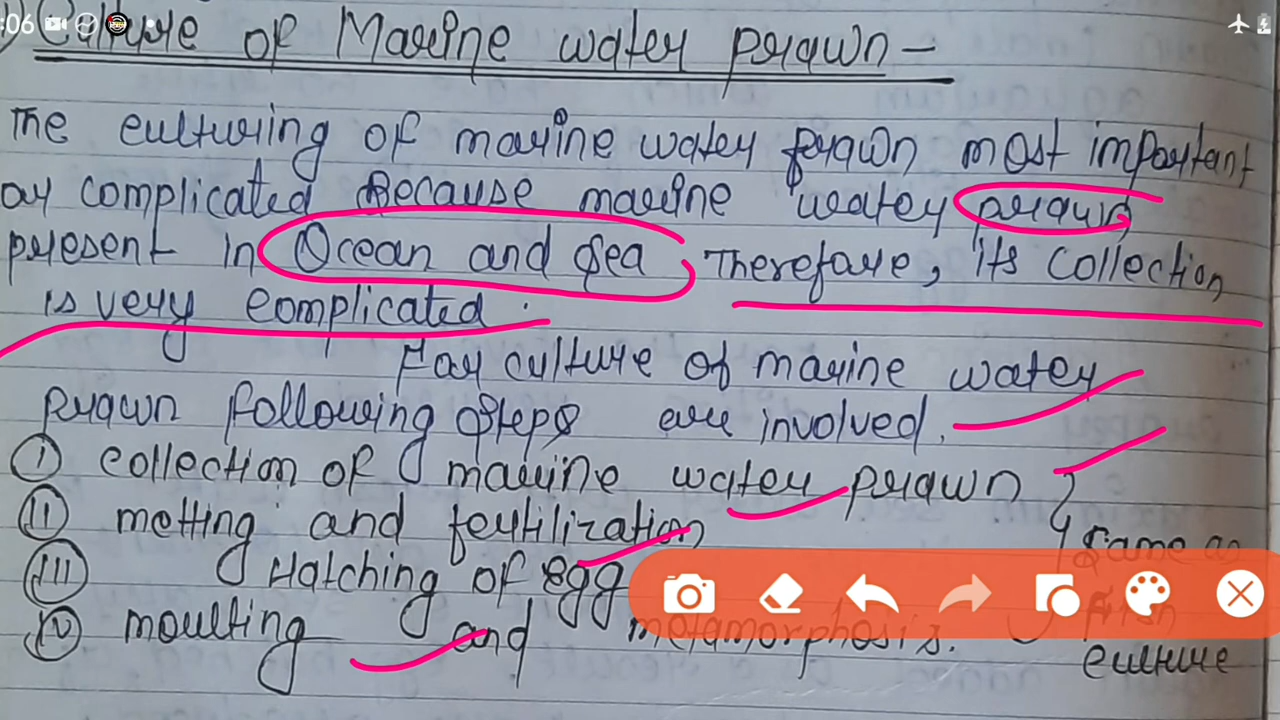 :06
Culture of Marine water prawn-
The culturing of marine water prawn most important
or complicated Because marine water prawn
present in Ocean and Sea Therefore, its collection
is very complicated.
For culture of marine water
prawn following steps are involved.
I collection of marine water prawn
II metting and fertilization
same as
III Hatching of egg
Fish
IV moulting and metamorphosis.
culture